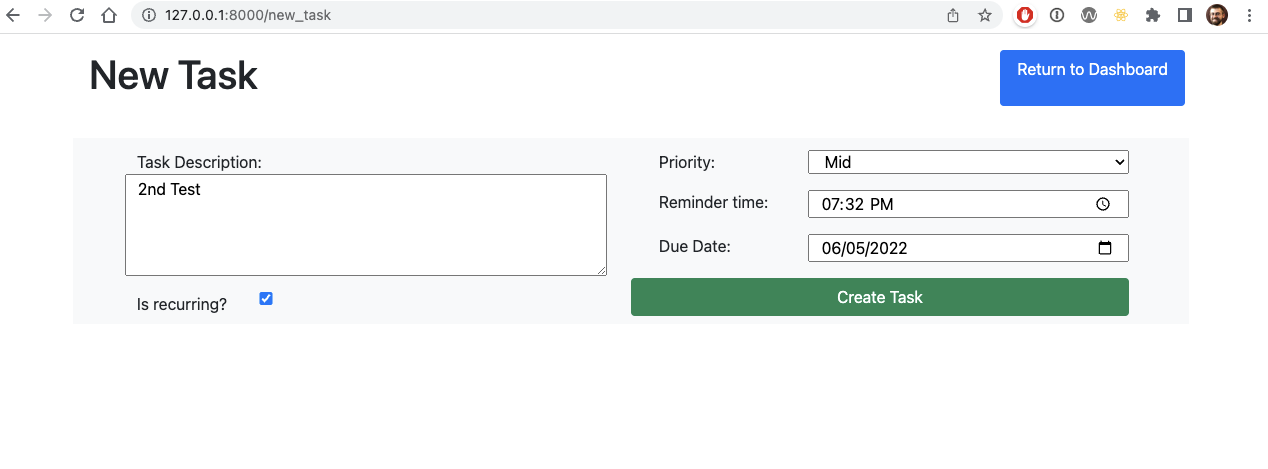 127.0.0.1:8000/new_task
New Task
Return to Dashboard
Task Description:
2nd Test
Is recurring?
Priority:
Mid
Reminder time:
07:32 PM
Due Date:
06/05/2022
Create Task